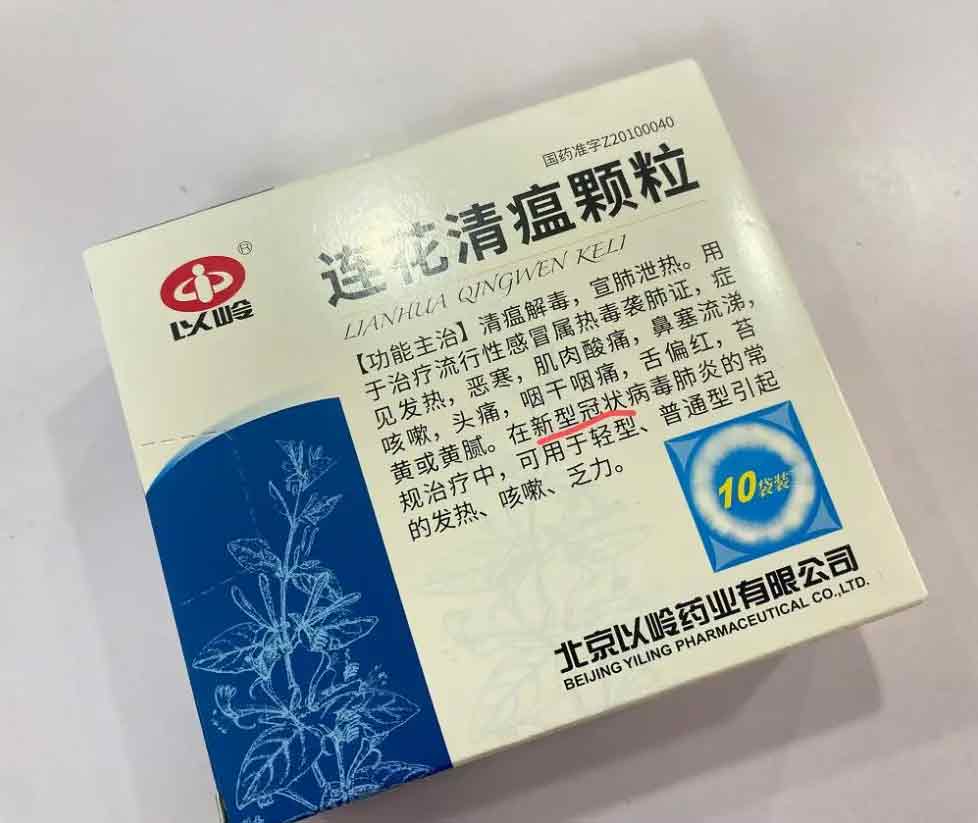 国药准字Z20100040
®
以岭
连花清瘟颗粒
LIANHUA QINGWEN KELI
【功能主治】清瘟解毒，宣肺泄热。用
于治疗流行性感冒属热毒袭肺证，症
见发热，恶寒，肌肉酸痛，鼻塞流涕，
咳嗽，头痛，咽干咽痛，舌偏红，苔
黄或黄腻。在新型冠状病毒肺炎的常
规治疗中，可用于轻型、普通型引起
的发热、咳嗽、乏力。
10袋装
北京以岭药业有限公司
BEIJING YILING PHARMACEUTICAL CO.,LTD.